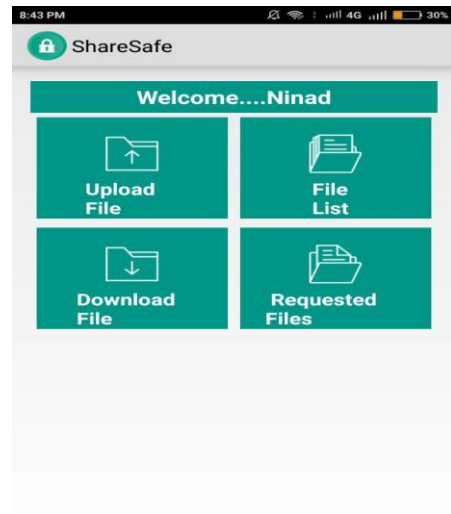 8:43 PM 4G 30%
ShareSafe
Welcome....Ninad
Upload
File
File
List
Download
File
Requested
Files